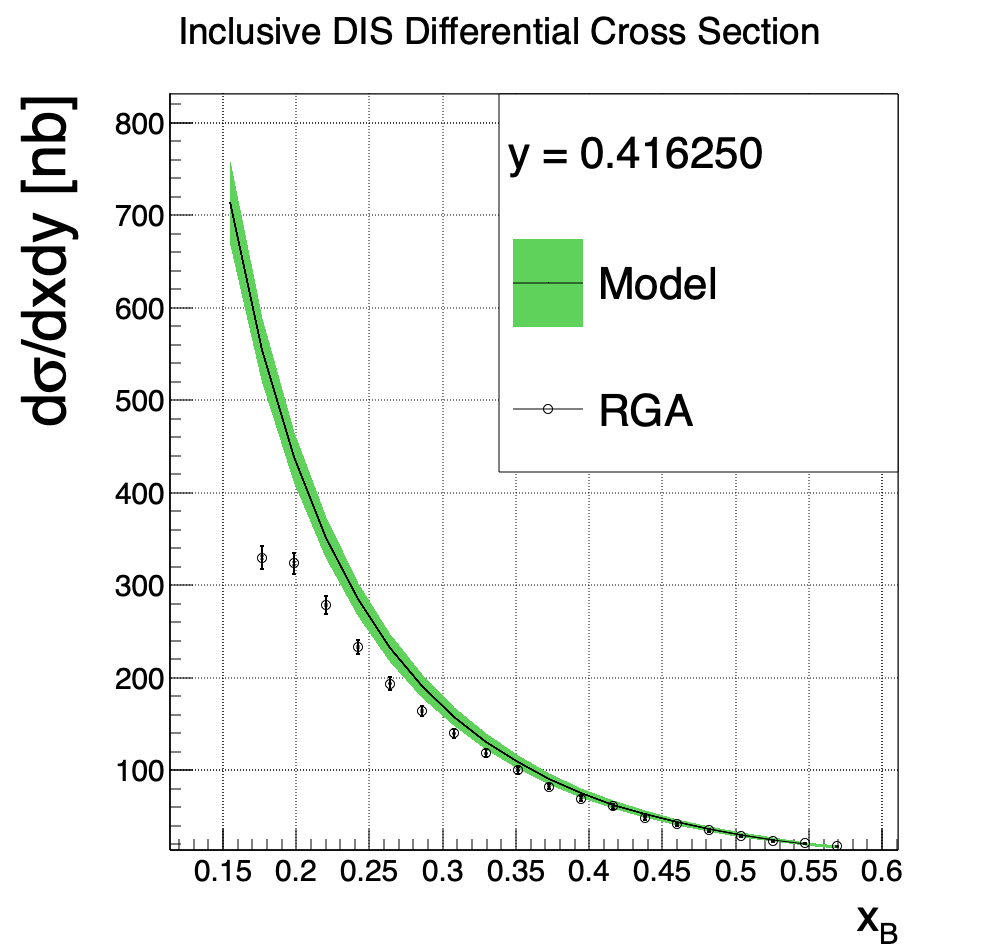 Inclusive DIS Differential Cross Section
dσ/dxdy [nb]
800
700
600
500
400
300
200
100
y = 0.416250
Model
RGA
0.15 0.2 0.25 0.3 0.35 0.4 0.45 0.5 0.55 0.6
x_B